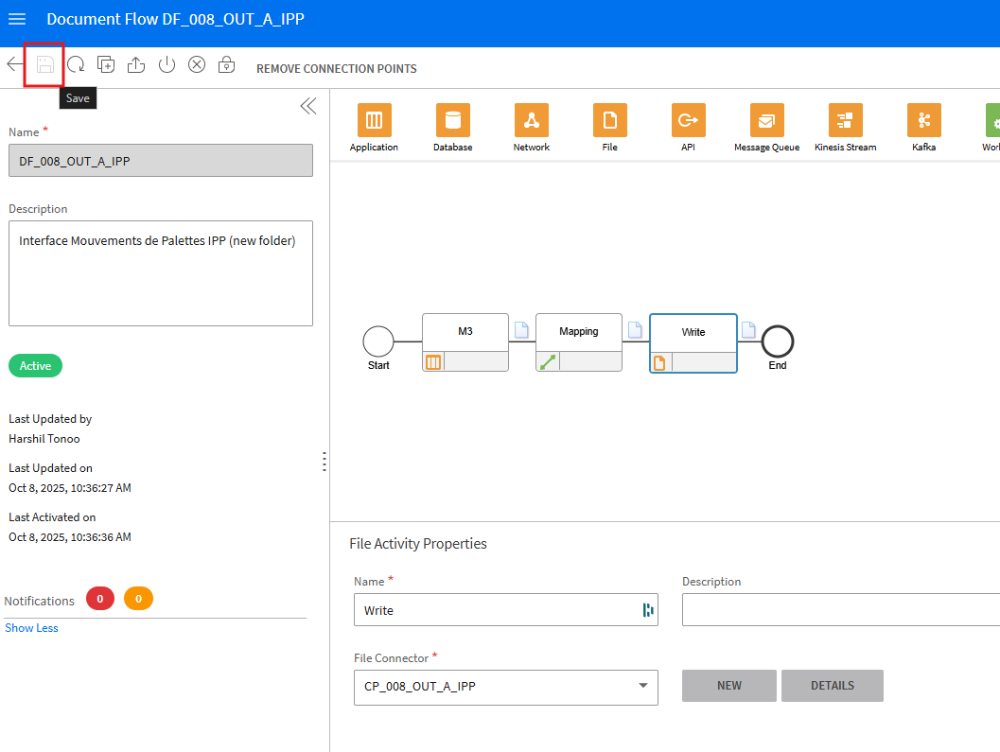 Document Flow DF_008_OUT_A_IPP
REMOVE CONNECTION POINTS
Save
Name *
DF_008_OUT_A_IPP
Description
Interface Mouvements de Palettes IPP (new folder)
Active
Last Updated by
Harshil Tonoo
Last Updated on
Oct 8, 2025, 10:36:27 AM
Last Activated on
Oct 8, 2025, 10:36:36 AM
Notifications 0 0
Show Less
Application Database Network File API Message Queue Kinesis Stream Kafka
Start M3 Mapping Write End
File Activity Properties
Name * Description
Write
File Connector *
CP_008_OUT_A_IPP NEW DETAILS